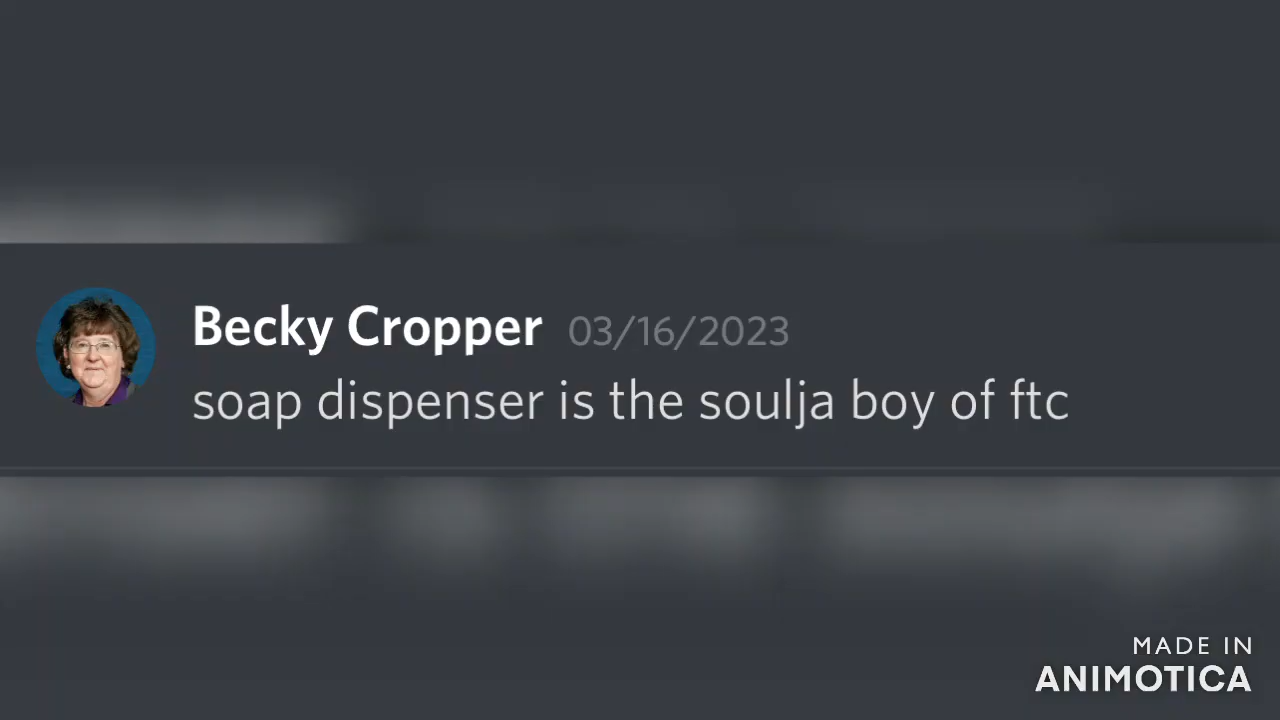 Becky Cropper 03/16/2023
soap dispenser is the soulja boy of ftc
MADE IN
ANIMOTICA